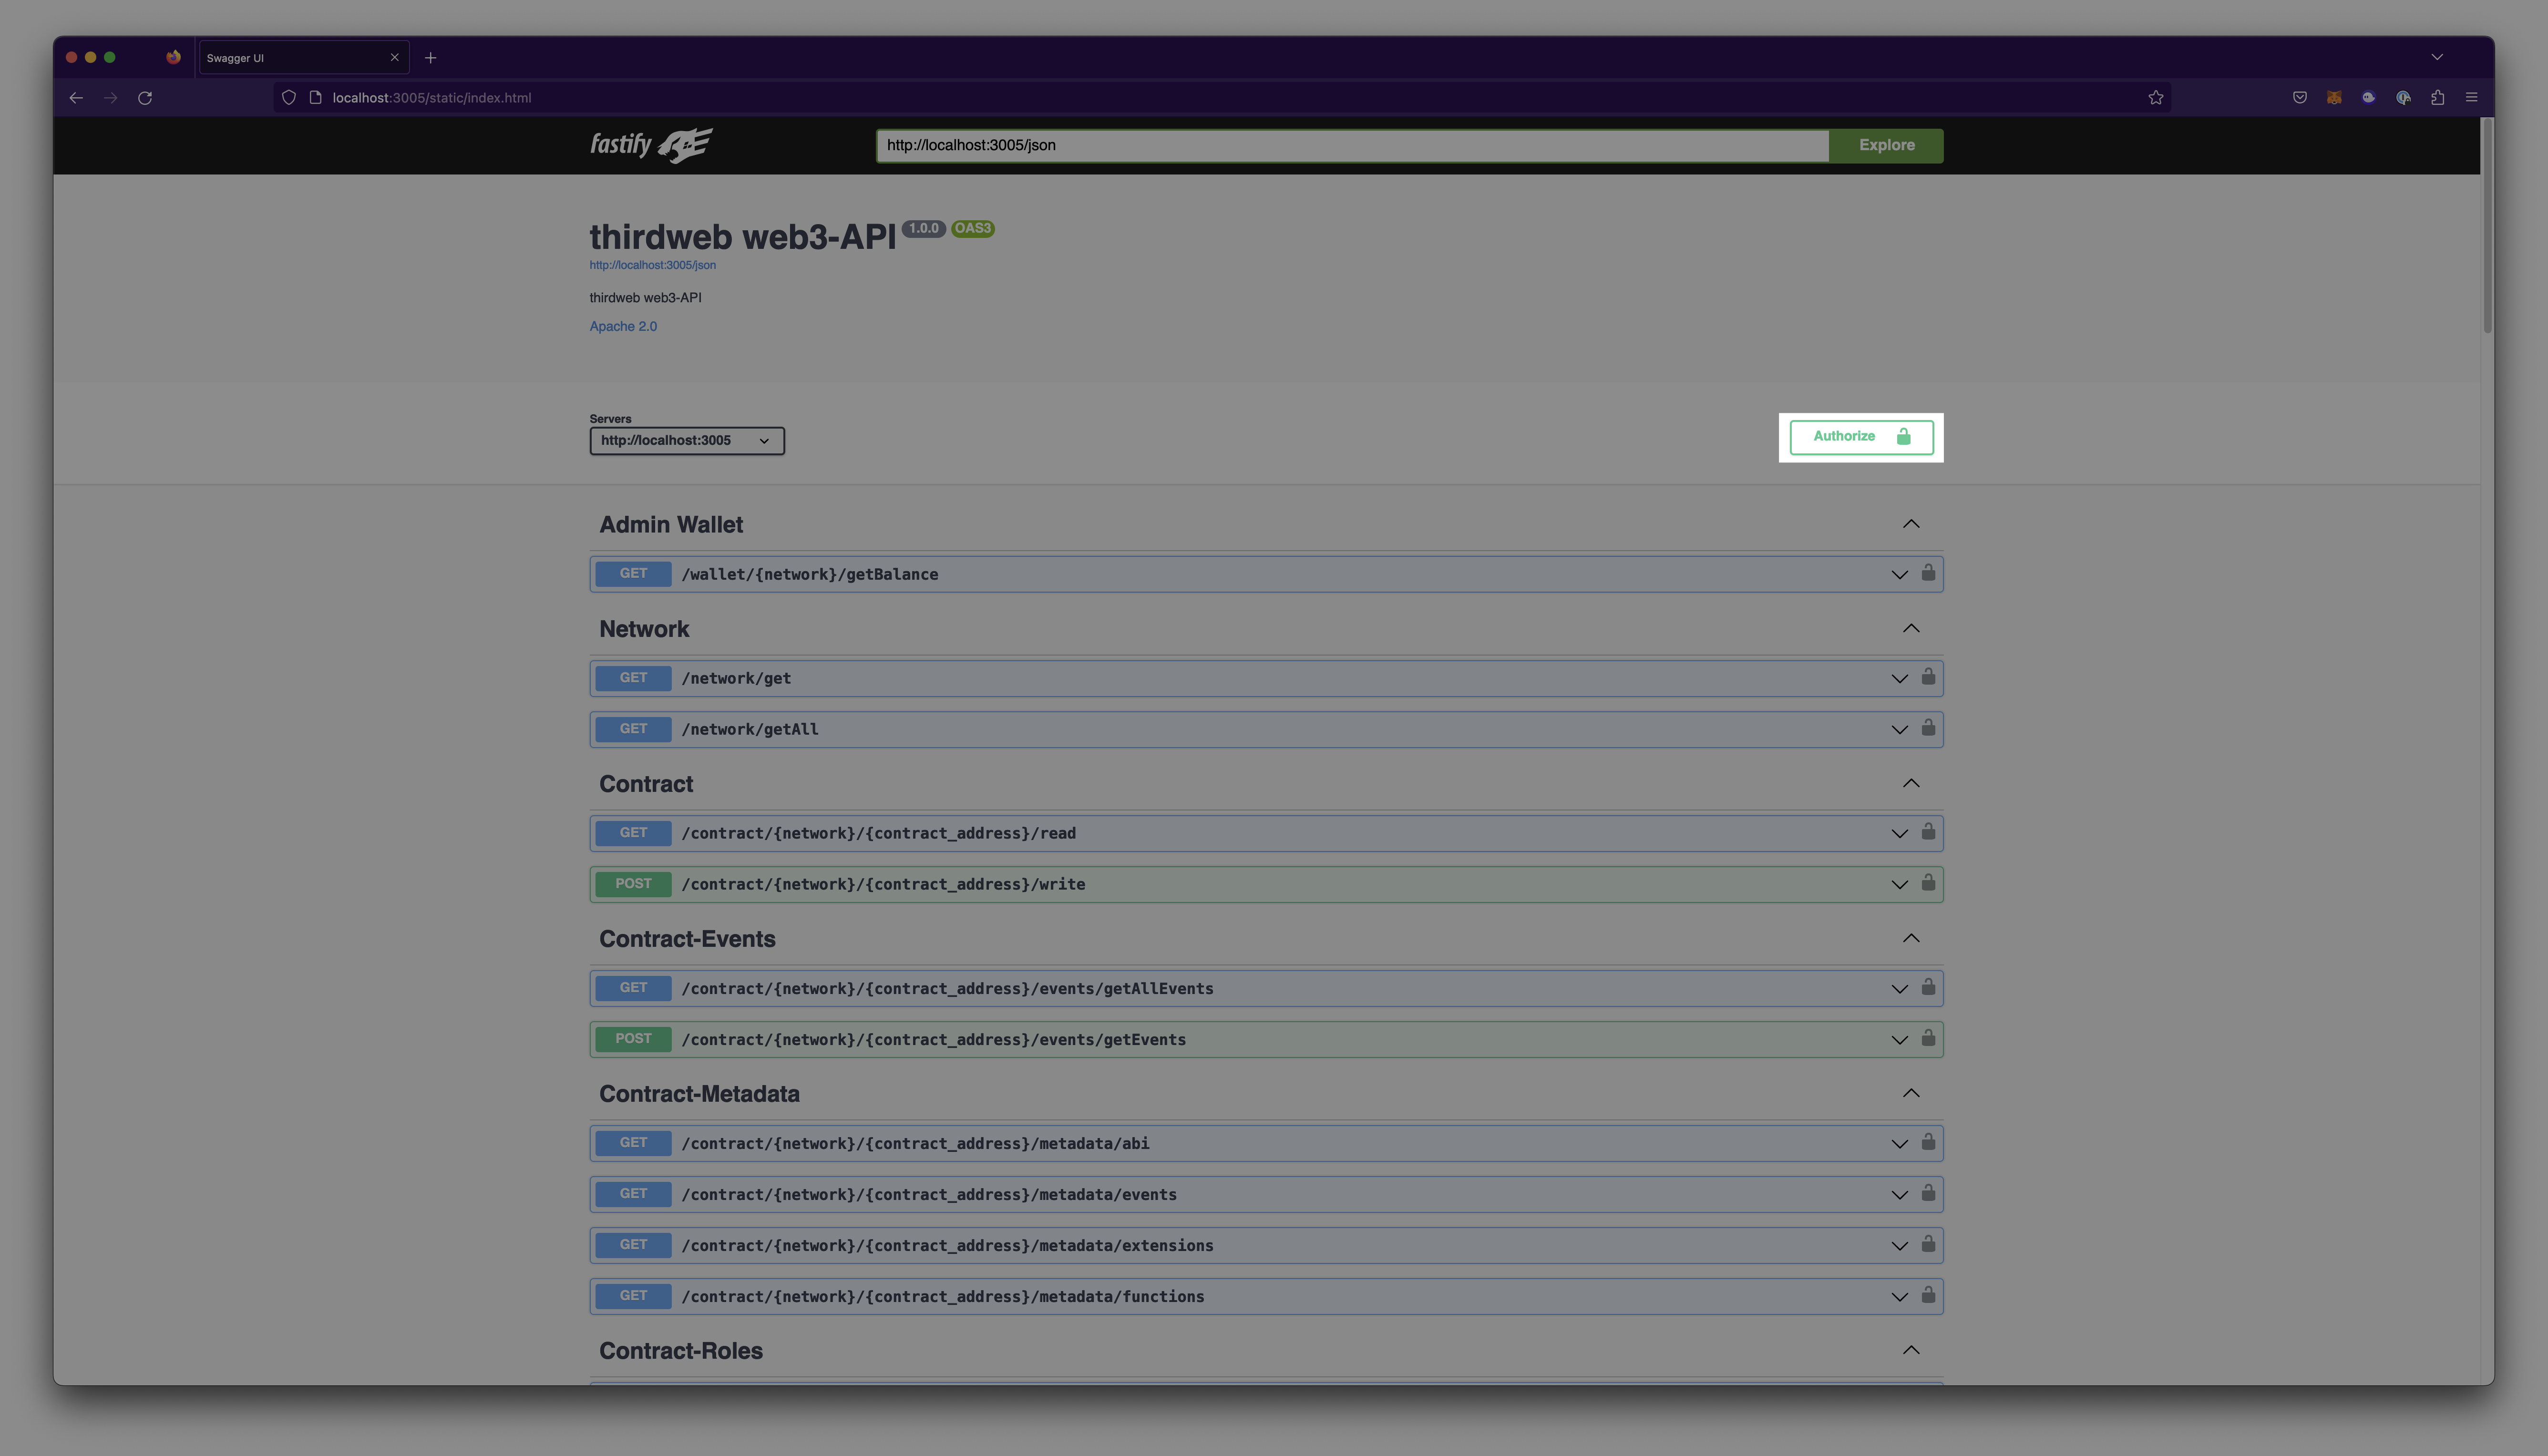 Swagger UI
localhost:3005/static/index.html
fastify
http://localhost:3005/json
Explore
thirdweb web3-API 1.0.0 OAS3
http://localhost:3005/json
thirdweb web3-API
Apache 2.0
Servers
http://localhost:3005
Authorize
Admin Wallet
GET /wallet/{network}/getBalance
Network
GET /network/get
GET /network/getAll
Contract
GET /contract/{network}/{contract_address}/read
POST /contract/{network}/{contract_address}/write
Contract-Events
GET /contract/{network}/{contract_address}/events/getAllEvents
POST /contract/{network}/{contract_address}/events/getEvents
Contract-Metadata
GET /contract/{network}/{contract_address}/metadata/abi
GET /contract/{network}/{contract_address}/metadata/events
GET /contract/{network}/{contract_address}/metadata/extensions
GET /contract/{network}/{contract_address}/metadata/functions
Contract-Roles